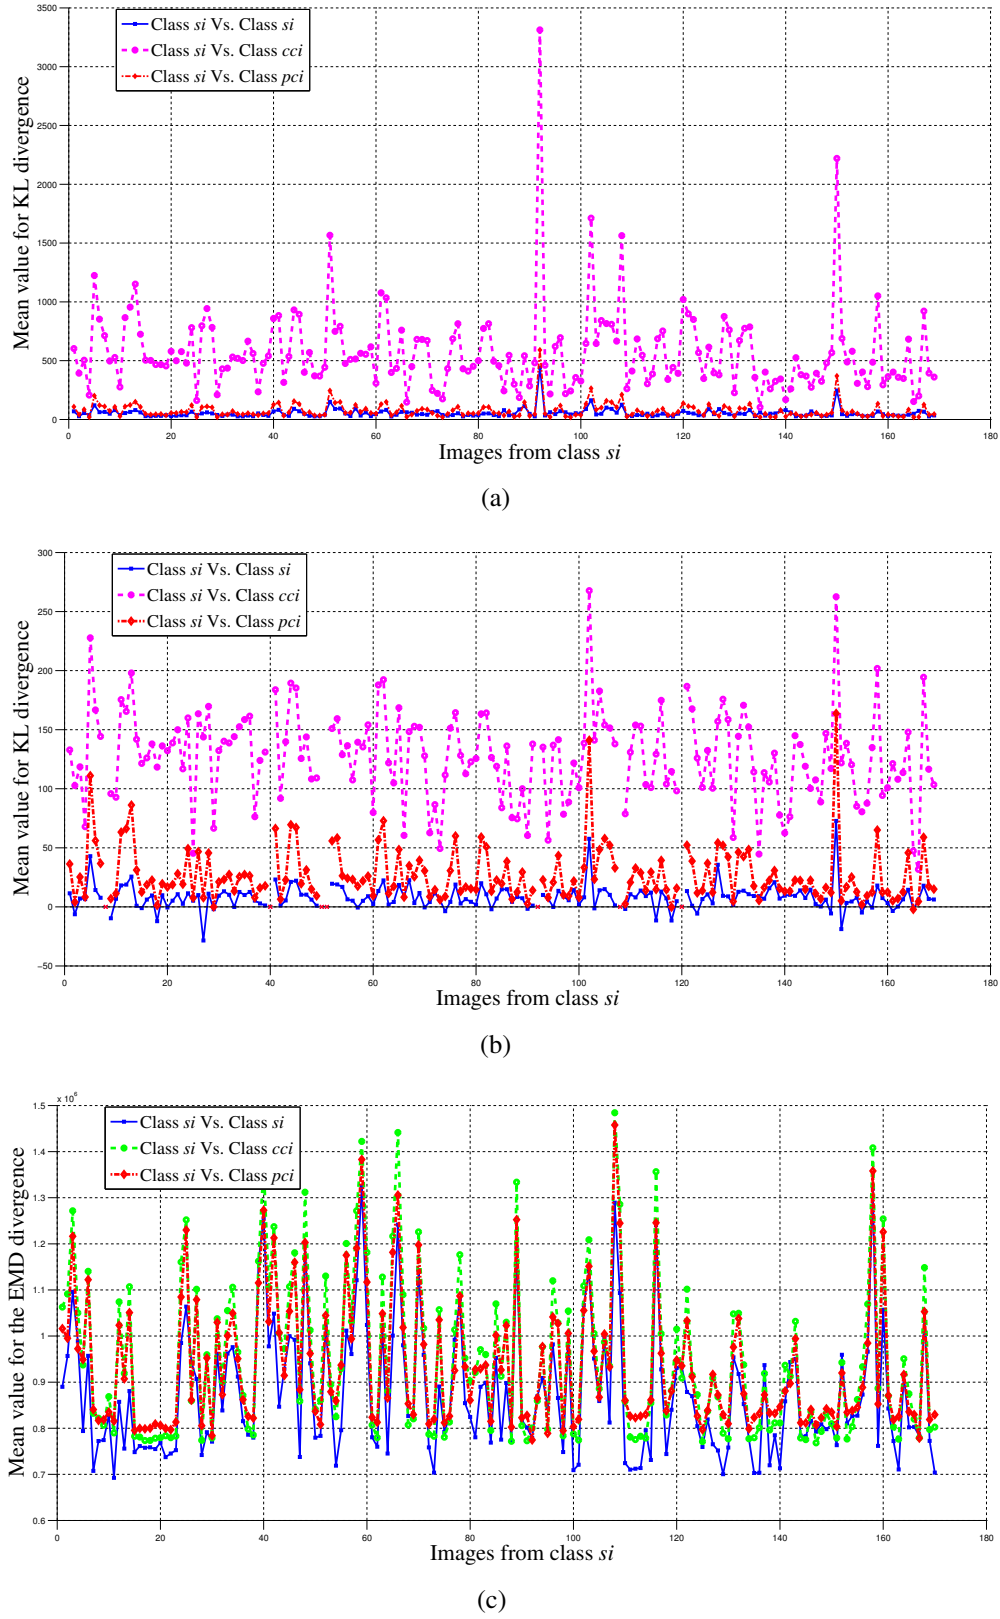 3500
3000
2500
2000
1500
1000
500
0
0 20 40 60 80 100 120 140 160 180
Mean value for KL divergence
Class si Vs. Class si
Class si Vs. Class cci
Class si Vs. Class pci
Images from class si
(a)
300
250
200
150
100
50
0
−50
0 20 40 60 80 100 120 140 160 180
Mean value for KL divergence
Class si Vs. Class si
Class si Vs. Class cci
Class si Vs. Class pci
Images from class si
(b)
x 10⁶
1.5
1.4
1.3
1.2
1.1
1
0.9
0.8
0.7
0.6
0 20 40 60 80 100 120 140 160 180
Mean value for the EMD divergence
Class si Vs. Class si
Class si Vs. Class cci
Class si Vs. Class pci
Images from class si
(c)